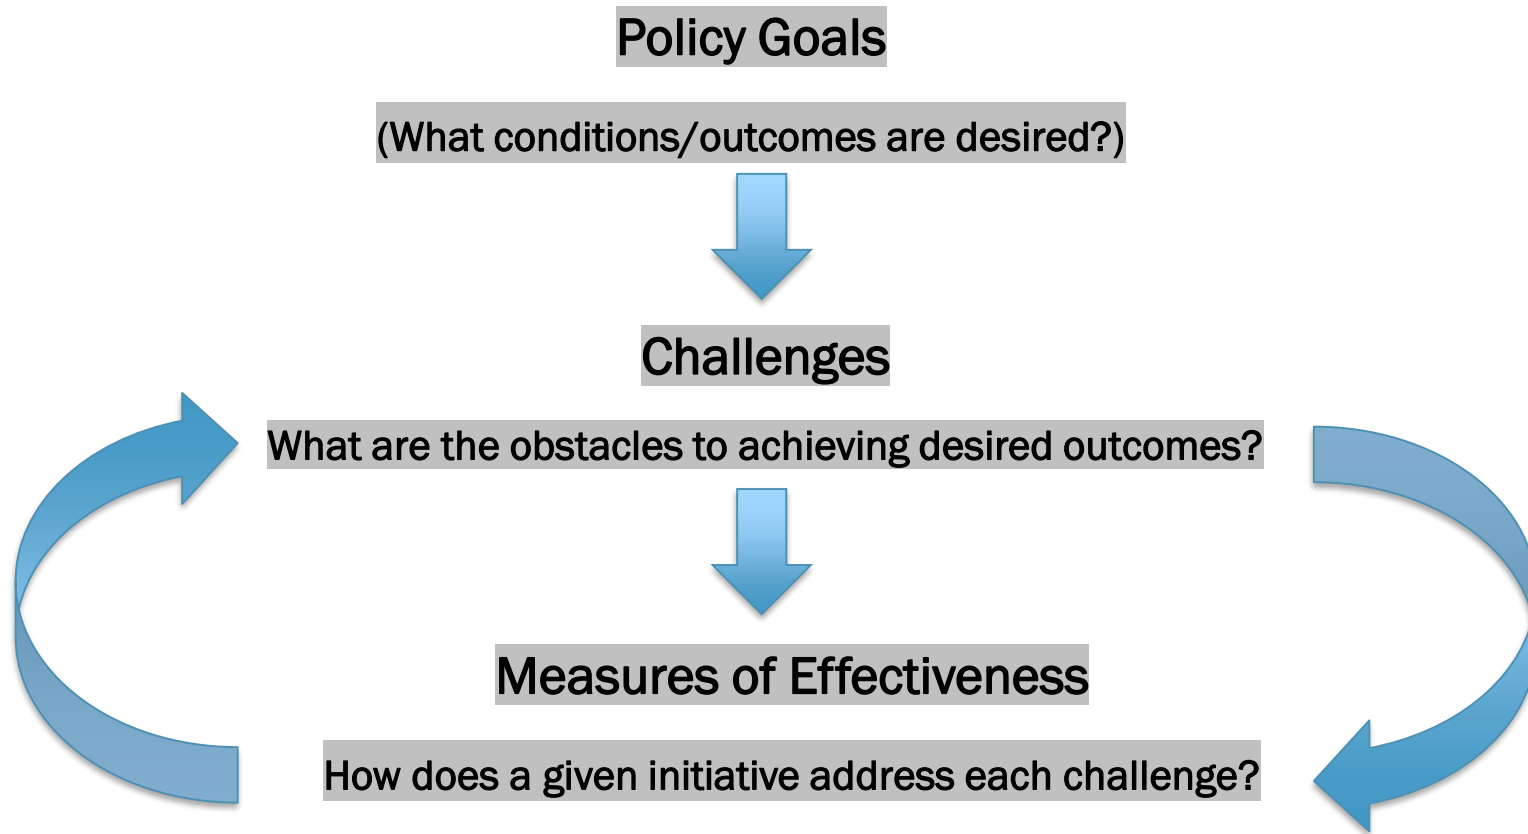 Policy Goals
(What conditions/outcomes are desired?)
Challenges
What are the obstacles to achieving desired outcomes?
Measures of Effectiveness
How does a given initiative address each challenge?